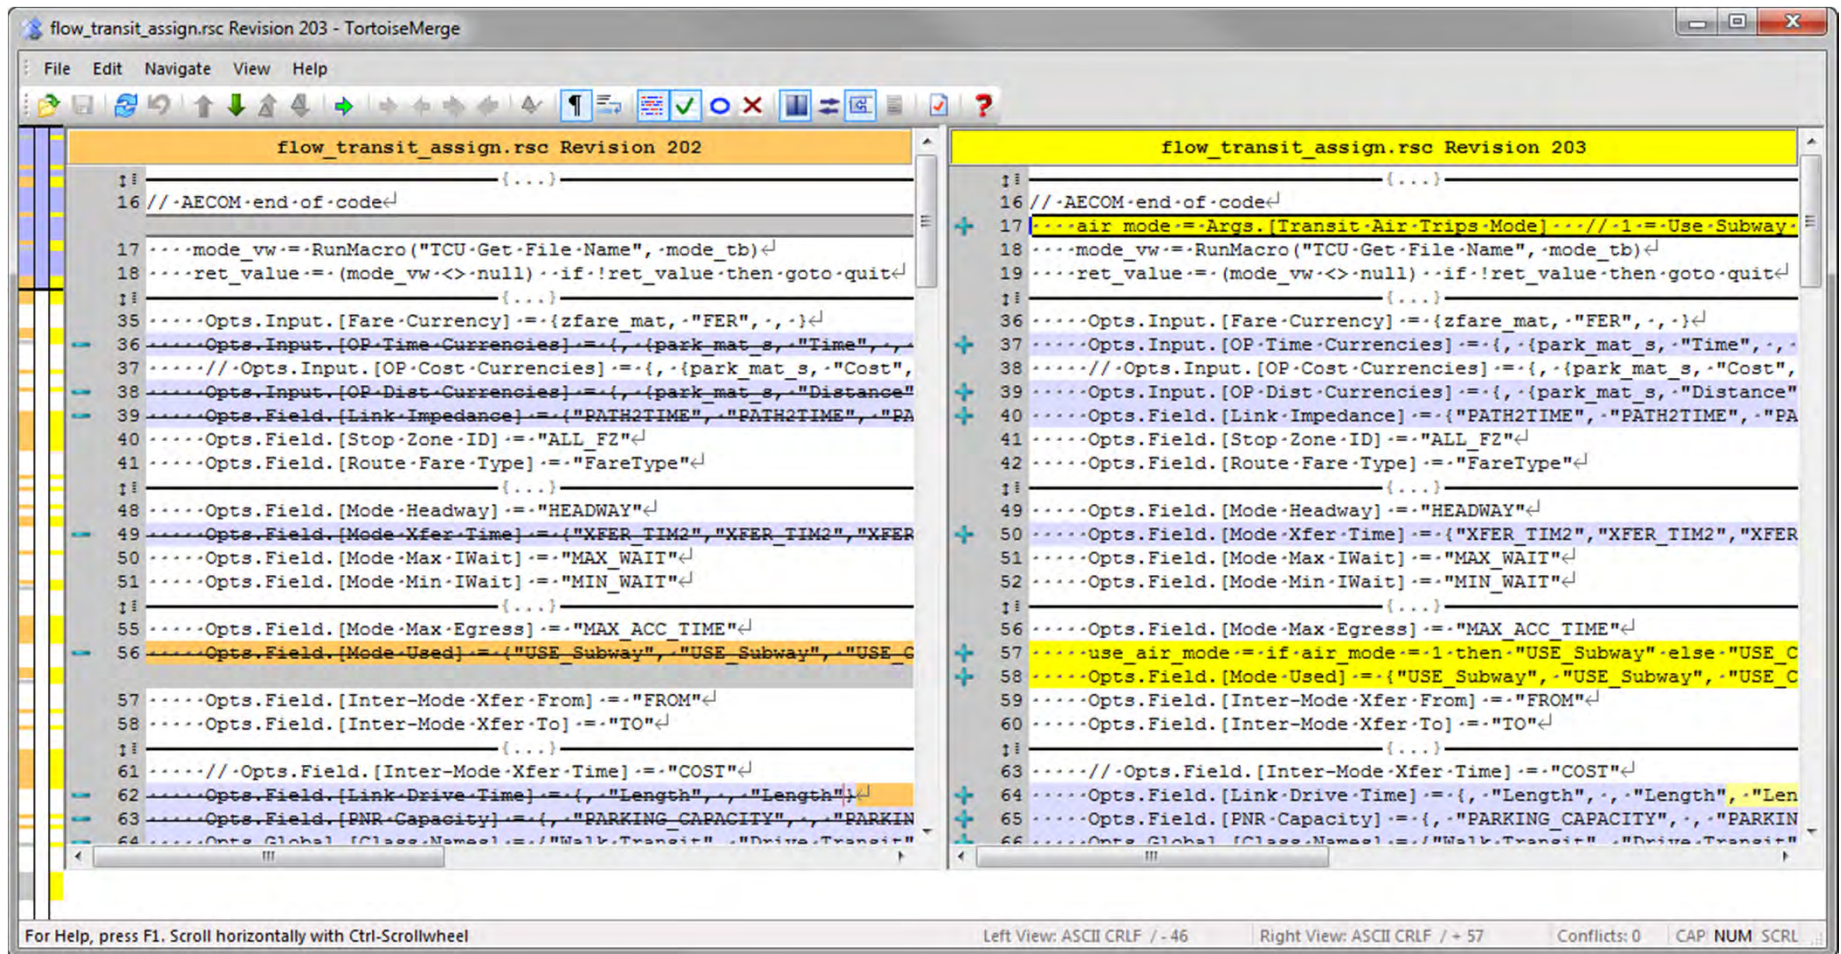 flow_transit_assign.rsc Revision 203 - TortoiseMerge
File Edit Navigate View Help
flow_transit_assign.rsc Revision 202
{...}
16 //·AECOM·end·of·code↵
17 ····mode_vw·=·RunMacro("TCU·Get·File·Name",·mode_tb)↵
18 ····ret_value·=·(mode_vw·<>·null)··if·!ret_value·then·goto·quit↵
{...}
35 ·····Opts.Input.[Fare·Currency]·=·{zfare_mat,·"FER",·,·}↵
36 ·····Opts.Input.[OP·Time·Currencies]·=·{,·{park_mat_s,·"Time",·,·
37 ·····//·Opts.Input.[OP·Cost·Currencies]·=·{,·{park_mat_s,·"Cost",
38 ·····Opts.Input.[OP·Dist·Currencies]·=·{,·{park_mat_s,·"Distance"
39 ·····Opts.Field.[Link·Impedance]·=·{"PATH2TIME",·"PATH2TIME",·"PA
40 ·····Opts.Field.[Stop·Zone·ID]·=·"ALL_FZ"↵
41 ·····Opts.Field.[Route·Fare·Type]·=·"FareType"↵
{...}
48 ·····Opts.Field.[Mode·Headway]·=·"HEADWAY"↵
49 ·····Opts.Field.[Mode·Xfer·Time]·=·{"XFER_TIM2","XFER_TIM2","XFER
50 ·····Opts.Field.[Mode·Max·IWait]·=·"MAX_WAIT"↵
51 ·····Opts.Field.[Mode·Min·IWait]·=·"MIN_WAIT"↵
{...}
55 ·····Opts.Field.[Mode·Max·Egress]·=·"MAX_ACC_TIME"↵
56 ·····Opts.Field.[Mode·Used]·=·{"USE_Subway",·"USE_Subway",·"USE_C
57 ·····Opts.Field.[Inter-Mode·Xfer·From]·=·"FROM"↵
58 ·····Opts.Field.[Inter-Mode·Xfer·To]·=·"TO"↵
{...}
61 ·····//·Opts.Field.[Inter-Mode·Xfer·Time]·=·"COST"↵
62 ·····Opts.Field.[Link·Drive·Time]·=·{,·"Length",·,·"Length"}↵
63 ·····Opts.Field.[PNR·Capacity]·=·{,·"PARKING_CAPACITY",·,·"PARKIN
64 ·····Opts.Global.[Class·Names]·=·{"Walk·Transit",·"Drive·Transit"
flow_transit_assign.rsc Revision 203
{...}
16 //·AECOM·end·of·code↵
17 ····air_mode·=·Args.[Transit·Air·Trips·Mode]···//·1·=·Use·Subway·
18 ····mode_vw·=·RunMacro("TCU·Get·File·Name",·mode_tb)↵
19 ····ret_value·=·(mode_vw·<>·null)··if·!ret_value·then·goto·quit↵
{...}
36 ·····Opts.Input.[Fare·Currency]·=·{zfare_mat,·"FER",·,·}↵
37 ·····Opts.Input.[OP·Time·Currencies]·=·{,·{park_mat_s,·"Time",·,·
38 ·····//·Opts.Input.[OP·Cost·Currencies]·=·{,·{park_mat_s,·"Cost",
39 ·····Opts.Input.[OP·Dist·Currencies]·=·{,·{park_mat_s,·"Distance"
40 ·····Opts.Field.[Link·Impedance]·=·{"PATH2TIME",·"PATH2TIME",·"PA
41 ·····Opts.Field.[Stop·Zone·ID]·=·"ALL_FZ"↵
42 ·····Opts.Field.[Route·Fare·Type]·=·"FareType"↵
{...}
49 ·····Opts.Field.[Mode·Headway]·=·"HEADWAY"↵
50 ·····Opts.Field.[Mode·Xfer·Time]·=·{"XFER_TIM2","XFER_TIM2","XFER
51 ·····Opts.Field.[Mode·Max·IWait]·=·"MAX_WAIT"↵
52 ·····Opts.Field.[Mode·Min·IWait]·=·"MIN_WAIT"↵
{...}
56 ·····Opts.Field.[Mode·Max·Egress]·=·"MAX_ACC_TIME"↵
57 ·····use_air_mode·=·if·air_mode·=·1·then·"USE_Subway"·else·"USE_C
58 ·····Opts.Field.[Mode·Used]·=·{"USE_Subway",·"USE_Subway",·"USE_C
59 ·····Opts.Field.[Inter-Mode·Xfer·From]·=·"FROM"↵
60 ·····Opts.Field.[Inter-Mode·Xfer·To]·=·"TO"↵
{...}
63 ·····//·Opts.Field.[Inter-Mode·Xfer·Time]·=·"COST"↵
64 ·····Opts.Field.[Link·Drive·Time]·=·{,·"Length",·,·"Length",·"Len
65 ·····Opts.Field.[PNR·Capacity]·=·{,·"PARKING_CAPACITY",·,·"PARKIN
66 ·····Opts.Global.[Class·Names]·=·{"Walk·Transit",·"Drive·Transit"
For Help, press F1. Scroll horizontally with Ctrl-Scrollwheel
Left View: ASCII CRLF / - 46
Right View: ASCII CRLF / + 57
Conflicts: 0
CAP NUM SCRL